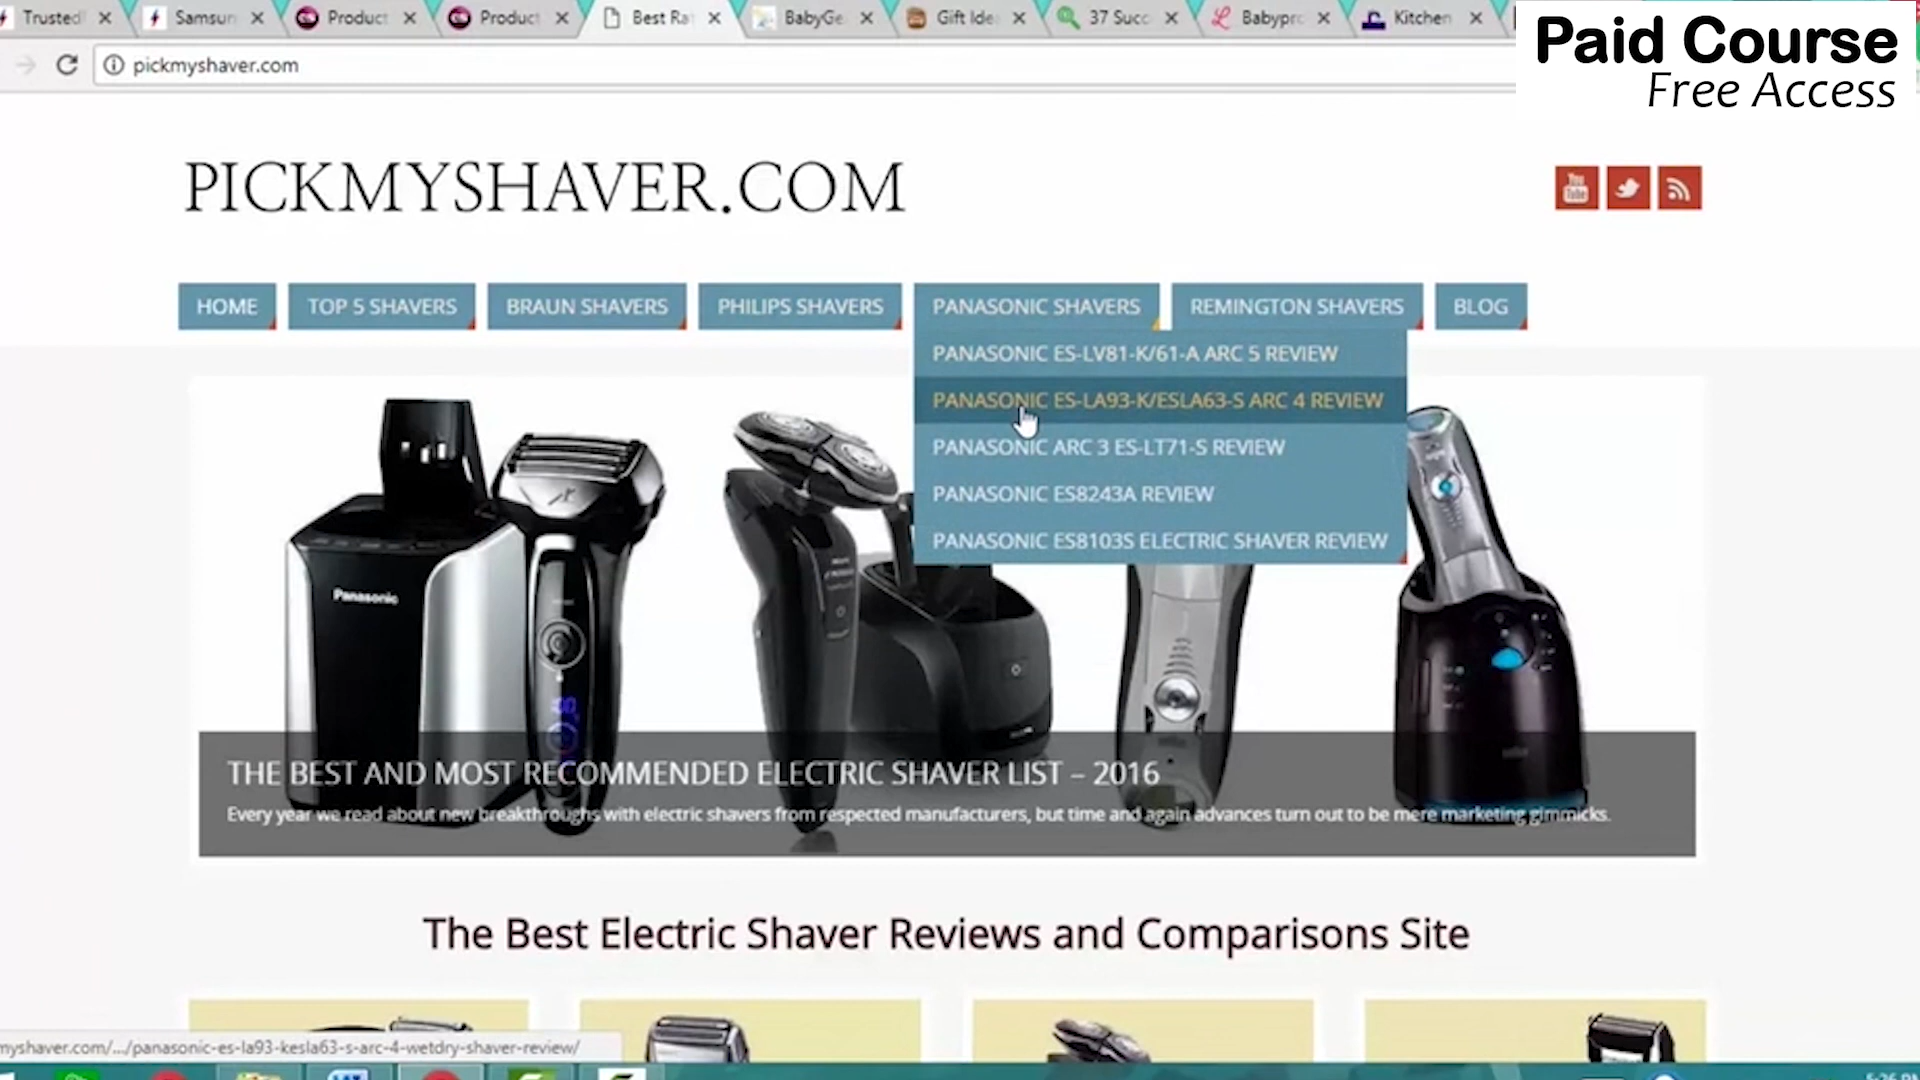 Trusted
Samsun
Product
Product
Best Ra
BabyGe
Gift Ide
37 Succ
Babypro
Kitchen
Paid Course
Free Access
pickmyshaver.com
PICKMYSHAVER.COM
You
Tube
HOME
TOP 5 SHAVERS
BRAUN SHAVERS
PHILIPS SHAVERS
PANASONIC SHAVERS
REMINGTON SHAVERS
BLOG
PANASONIC ES-LV81-K/61-A ARC 5 REVIEW
PANASONIC ES-LA93-K/ESLA63-S ARC 4 REVIEW
PANASONIC ARC 3 ES-LT71-S REVIEW
PANASONIC ES8243A REVIEW
PANASONIC ES8103S ELECTRIC SHAVER REVIEW
Panasonic
THE BEST AND MOST RECOMMENDED ELECTRIC SHAVER LIST – 2016
Every year we read about new breakthroughs with electric shavers from respected manufacturers, but time and again advances turn out to be mere marketing gimmicks.
The Best Electric Shaver Reviews and Comparisons Site
myshaver.com/.../panasonic-es-la93-kesla63-s-arc-4-wetdry-shaver-review/
5:26 PM